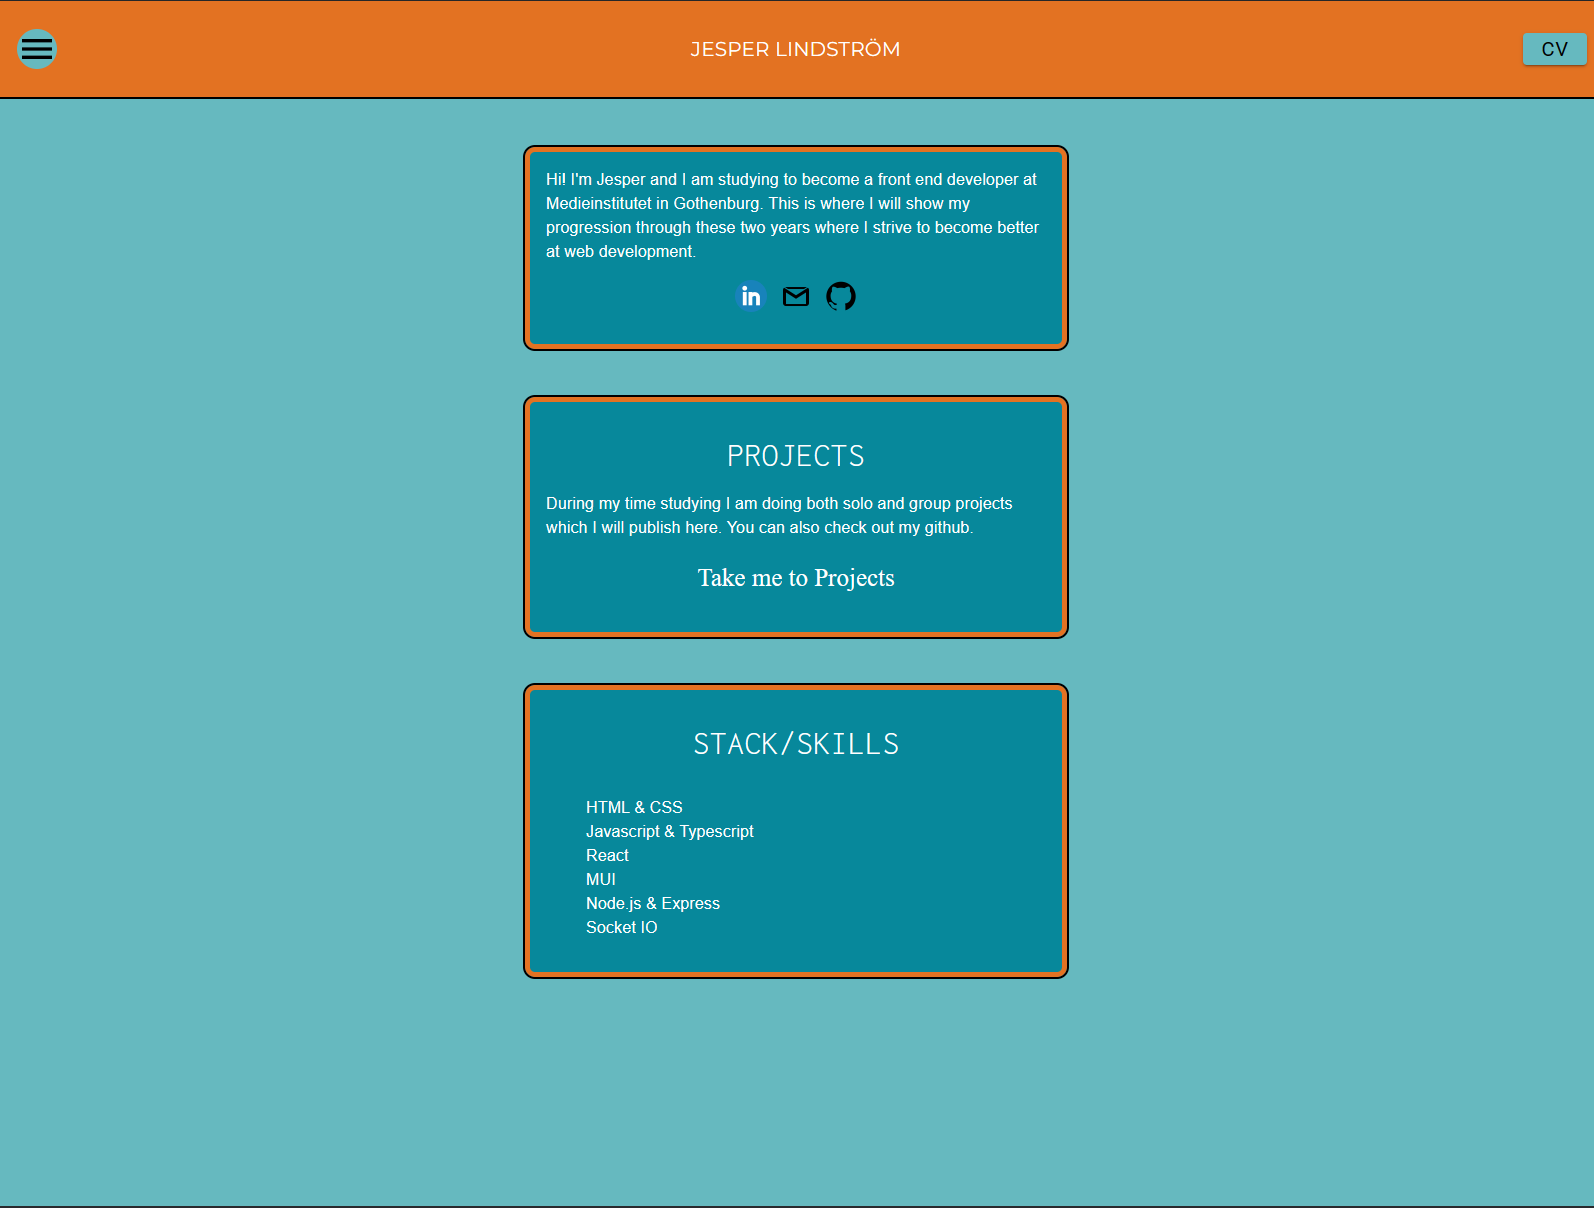 JESPER LINDSTRÖM
CV
Hi! I'm Jesper and I am studying to become a front end developer at
Medieinstitutet in Gothenburg. This is where I will show my
progression through these two years where I strive to become better
at web development.
in
PROJECTS
During my time studying I am doing both solo and group projects
which I will publish here. You can also check out my github.
Take me to Projects
STACK/SKILLS
HTML & CSS
Javascript & Typescript
React
MUI
Node.js & Express
Socket IO